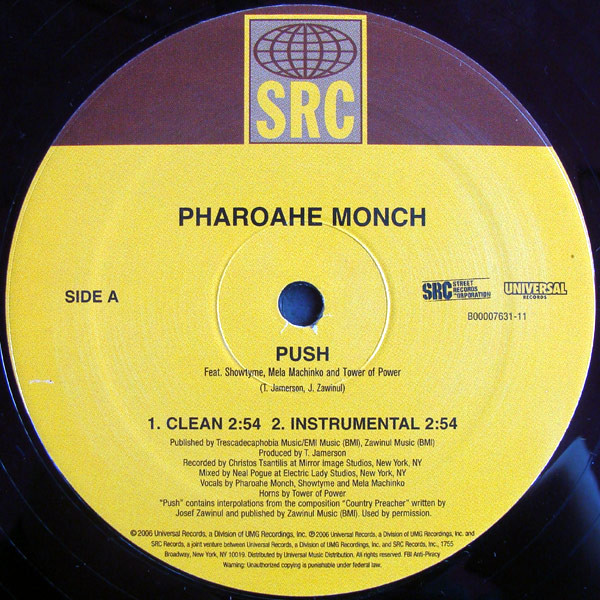 SRC
PHAROAHE MONCH
SIDE A
SRC STREET RECORDS CORPORATION
UNIVERSAL RECORDS
B00007631-11
PUSH
Feat. Showtyme, Mela Machinko and Tower of Power
(T. Jamerson, J. Zawinul)
1. CLEAN 2:54 2. INSTRUMENTAL 2:54
Published by Trescadecaphobia Music/EMI Music (BMI), Zawinul Music (BMI)
Produced by T. Jamerson
Recorded by Christos Tsantilis at Mirror Image Studios, New York, NY
Mixed by Neal Pogue at Electric Lady Studios, New York, NY
Vocals by Pharoahe Monch, Showtyme and Mela Machinko
Horns by Tower of Power
"Push" contains interpolations from the composition "Country Preacher" written by
Josef Zawinul and published by Zawinul Music (BMI). Used by permission.
© 2006 Universal Records, a Division of UMG Recordings, Inc. ℗ 2006 Universal Records, a Division of UMG Recordings, Inc. and
SRC Records, a joint venture between Universal Records, a Division of UMG Recordings, Inc. and SRC Records, Inc., 1755
Broadway, New York, NY 10019. Distributed by Universal Music Distribution. All rights reserved. FBI Anti-Piracy
Warning: Unauthorized copying is punishable under federal law.